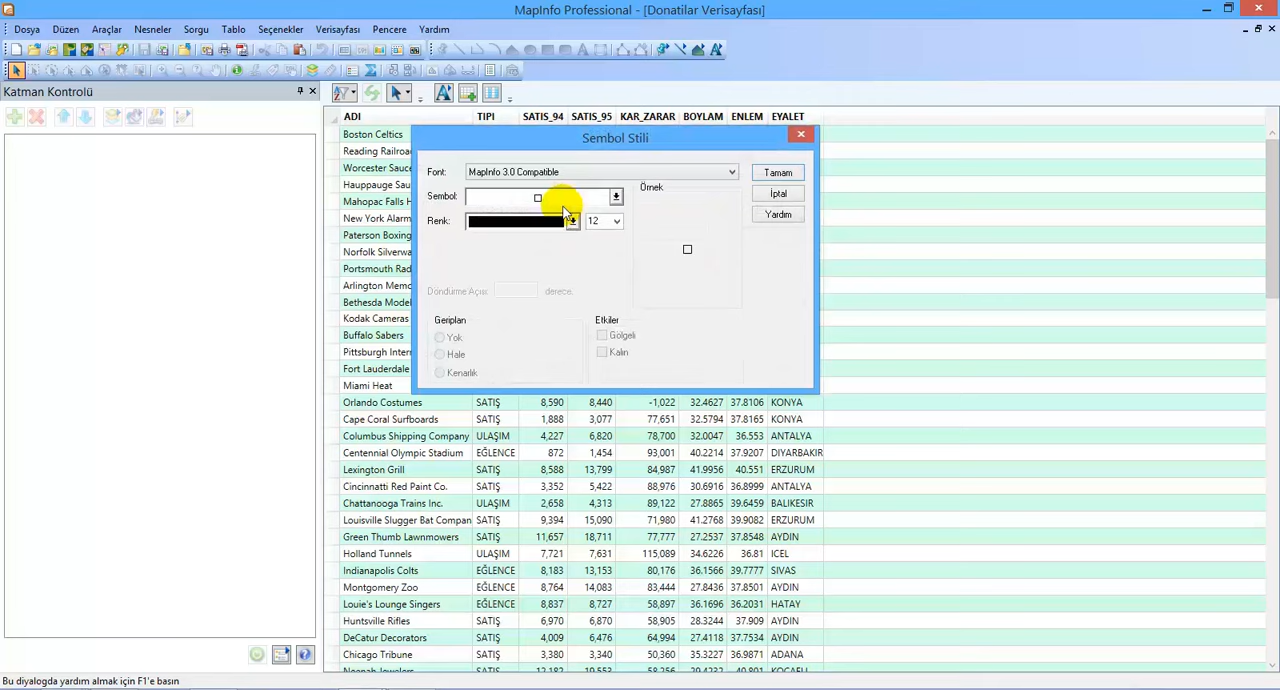 MapInfo Professional - [Donatılar Verisayfası]
Dosya Düzen Araçlar Nesneler Sorgu Tablo Seçenekler Verisayfası Pencere Yardım
Katman Kontrolü
ADI TIPI SATIS_94 SATIS_95 KAR_ZARAR BOYLAM ENLEM EYALET
Boston Celtics
Reading Railroa
Worcester Sauce
Hauppauge Sauc
Mahopac Falls H
New York Alarm
Paterson Boxing
Norfolk Silverwa
Portsmouth Rad
Arlington Memo
Bethesda Model
Kodak Cameras
Buffalo Sabers
Pittsburgh Inter
Fort Lauderdale
Miami Heat
Sembol Stili
Font: MapInfo 3.0 Compatible
Tamam
Sembol:
Örnek
İptal
Renk: 12
Yardım
Döndürme Açısı: derece.
Geriplan
Etkiler
Yok
Gölgeli
Hale
Kalın
Kenarlık
Orlando Costumes SATIŞ 8,590 8,440 -1,022 32.4627 37.8106 KONYA
Cape Coral Surfboards SATIŞ 1,888 3,077 77,651 32.5794 37.8165 KONYA
Columbus Shipping Company ULAŞIM 4,227 6,820 78,700 32.0047 36.553 ANTALYA
Centennial Olympic Stadium EĞLENCE 872 1,454 93,001 40.2214 37.9207 DIYARBAKIR
Lexington Grill SATIŞ 8,588 13,799 84,987 41.9956 40.551 ERZURUM
Cincinnati Red Paint Co. SATIŞ 3,352 5,422 88,976 30.6916 36.8999 ANTALYA
Chattanooga Trains Inc. ULAŞIM 2,658 4,313 89,122 27.8865 39.6459 BALIKESIR
Louisville Slugger Bat Compan SATIŞ 9,394 15,090 71,980 41.2768 39.9082 ERZURUM
Green Thumb Lawnmowers SATIŞ 11,657 18,711 77,777 27.2537 37.8548 AYDIN
Holland Tunnels ULAŞIM 7,721 7,631 115,089 34.6226 36.81 ICEL
Indianapolis Colts EĞLENCE 8,183 13,153 80,176 36.1566 39.7777 SIVAS
Montgomery Zoo EĞLENCE 8,764 14,083 83,444 27.8436 37.8501 AYDIN
Louie's Lounge Singers EĞLENCE 8,837 8,727 58,897 36.1696 36.2031 HATAY
Huntsville Rifles SATIŞ 6,970 6,870 58,905 28.3244 37.909 AYDIN
DeCatur Decorators SATIŞ 4,009 6,476 64,994 27.4118 37.7534 AYDIN
Chicago Tribune SATIŞ 3,340 5,380 50,360 35.3227 36.9871 ADANA
Bu diyalogda yardım almak için F1'e basın